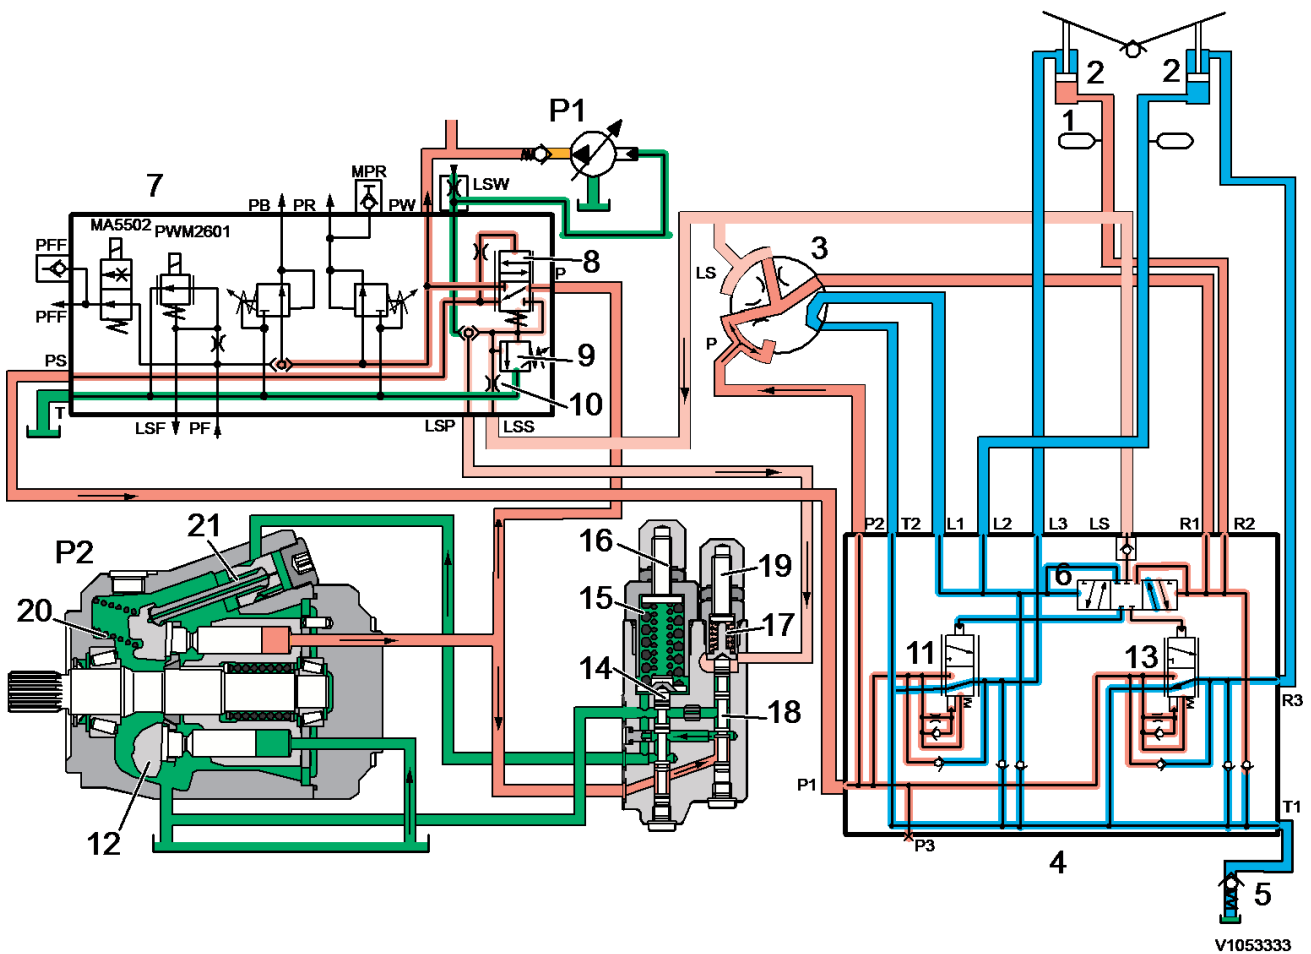 2 2
1
P1
7
MPR
LSW
PB PR PW
MA5502 PWM2601
PFF
8
P
LS
3
PFF
P
PS
9
10
T
LSF PF
LSP LSS
21
P2
16
19
20
15
17
14
18
12
P2 T2 L1 L2 L3 LS R1 R2
6
11
13
R3
P1
T1
P3
4
5
V1053333